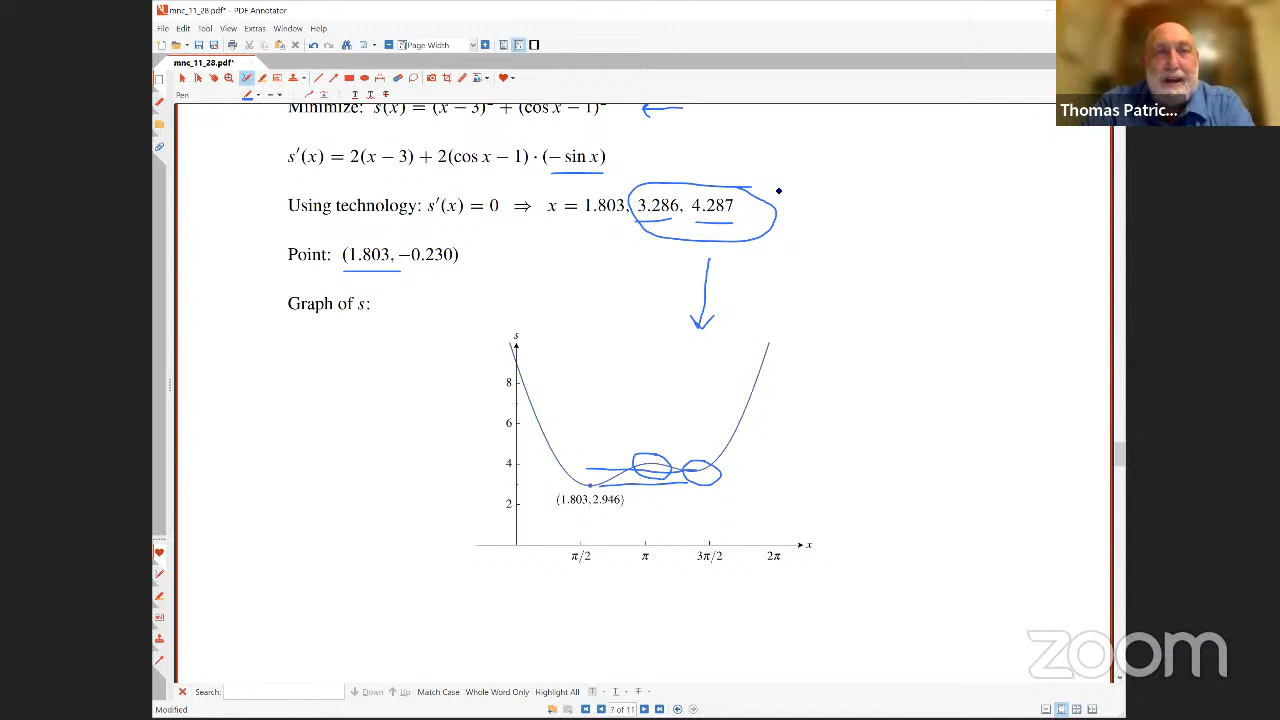 mnc_11_28.pdf* - PDF Annotator
File Edit Tool View Extras Window Help
Page Width
mnc_11_28.pdf*
Pen
Minimize: s(x) = (x − 3)² + (cos x − 1)²
s′(x) = 2(x − 3) + 2(cos x − 1) · (− sin x)
Using technology: s′(x) = 0 ⇒ x = 1.803, 3.286, 4.287
Point: (1.803, −0.230)
Graph of s:
s
8
6
4
2
(1.803, 2.946)
π/2 π 3π/2 2π x
Thomas Patric...
zoom
Search: Down Up Match Case Whole Word Only Highlight All
Modified
7 of 11